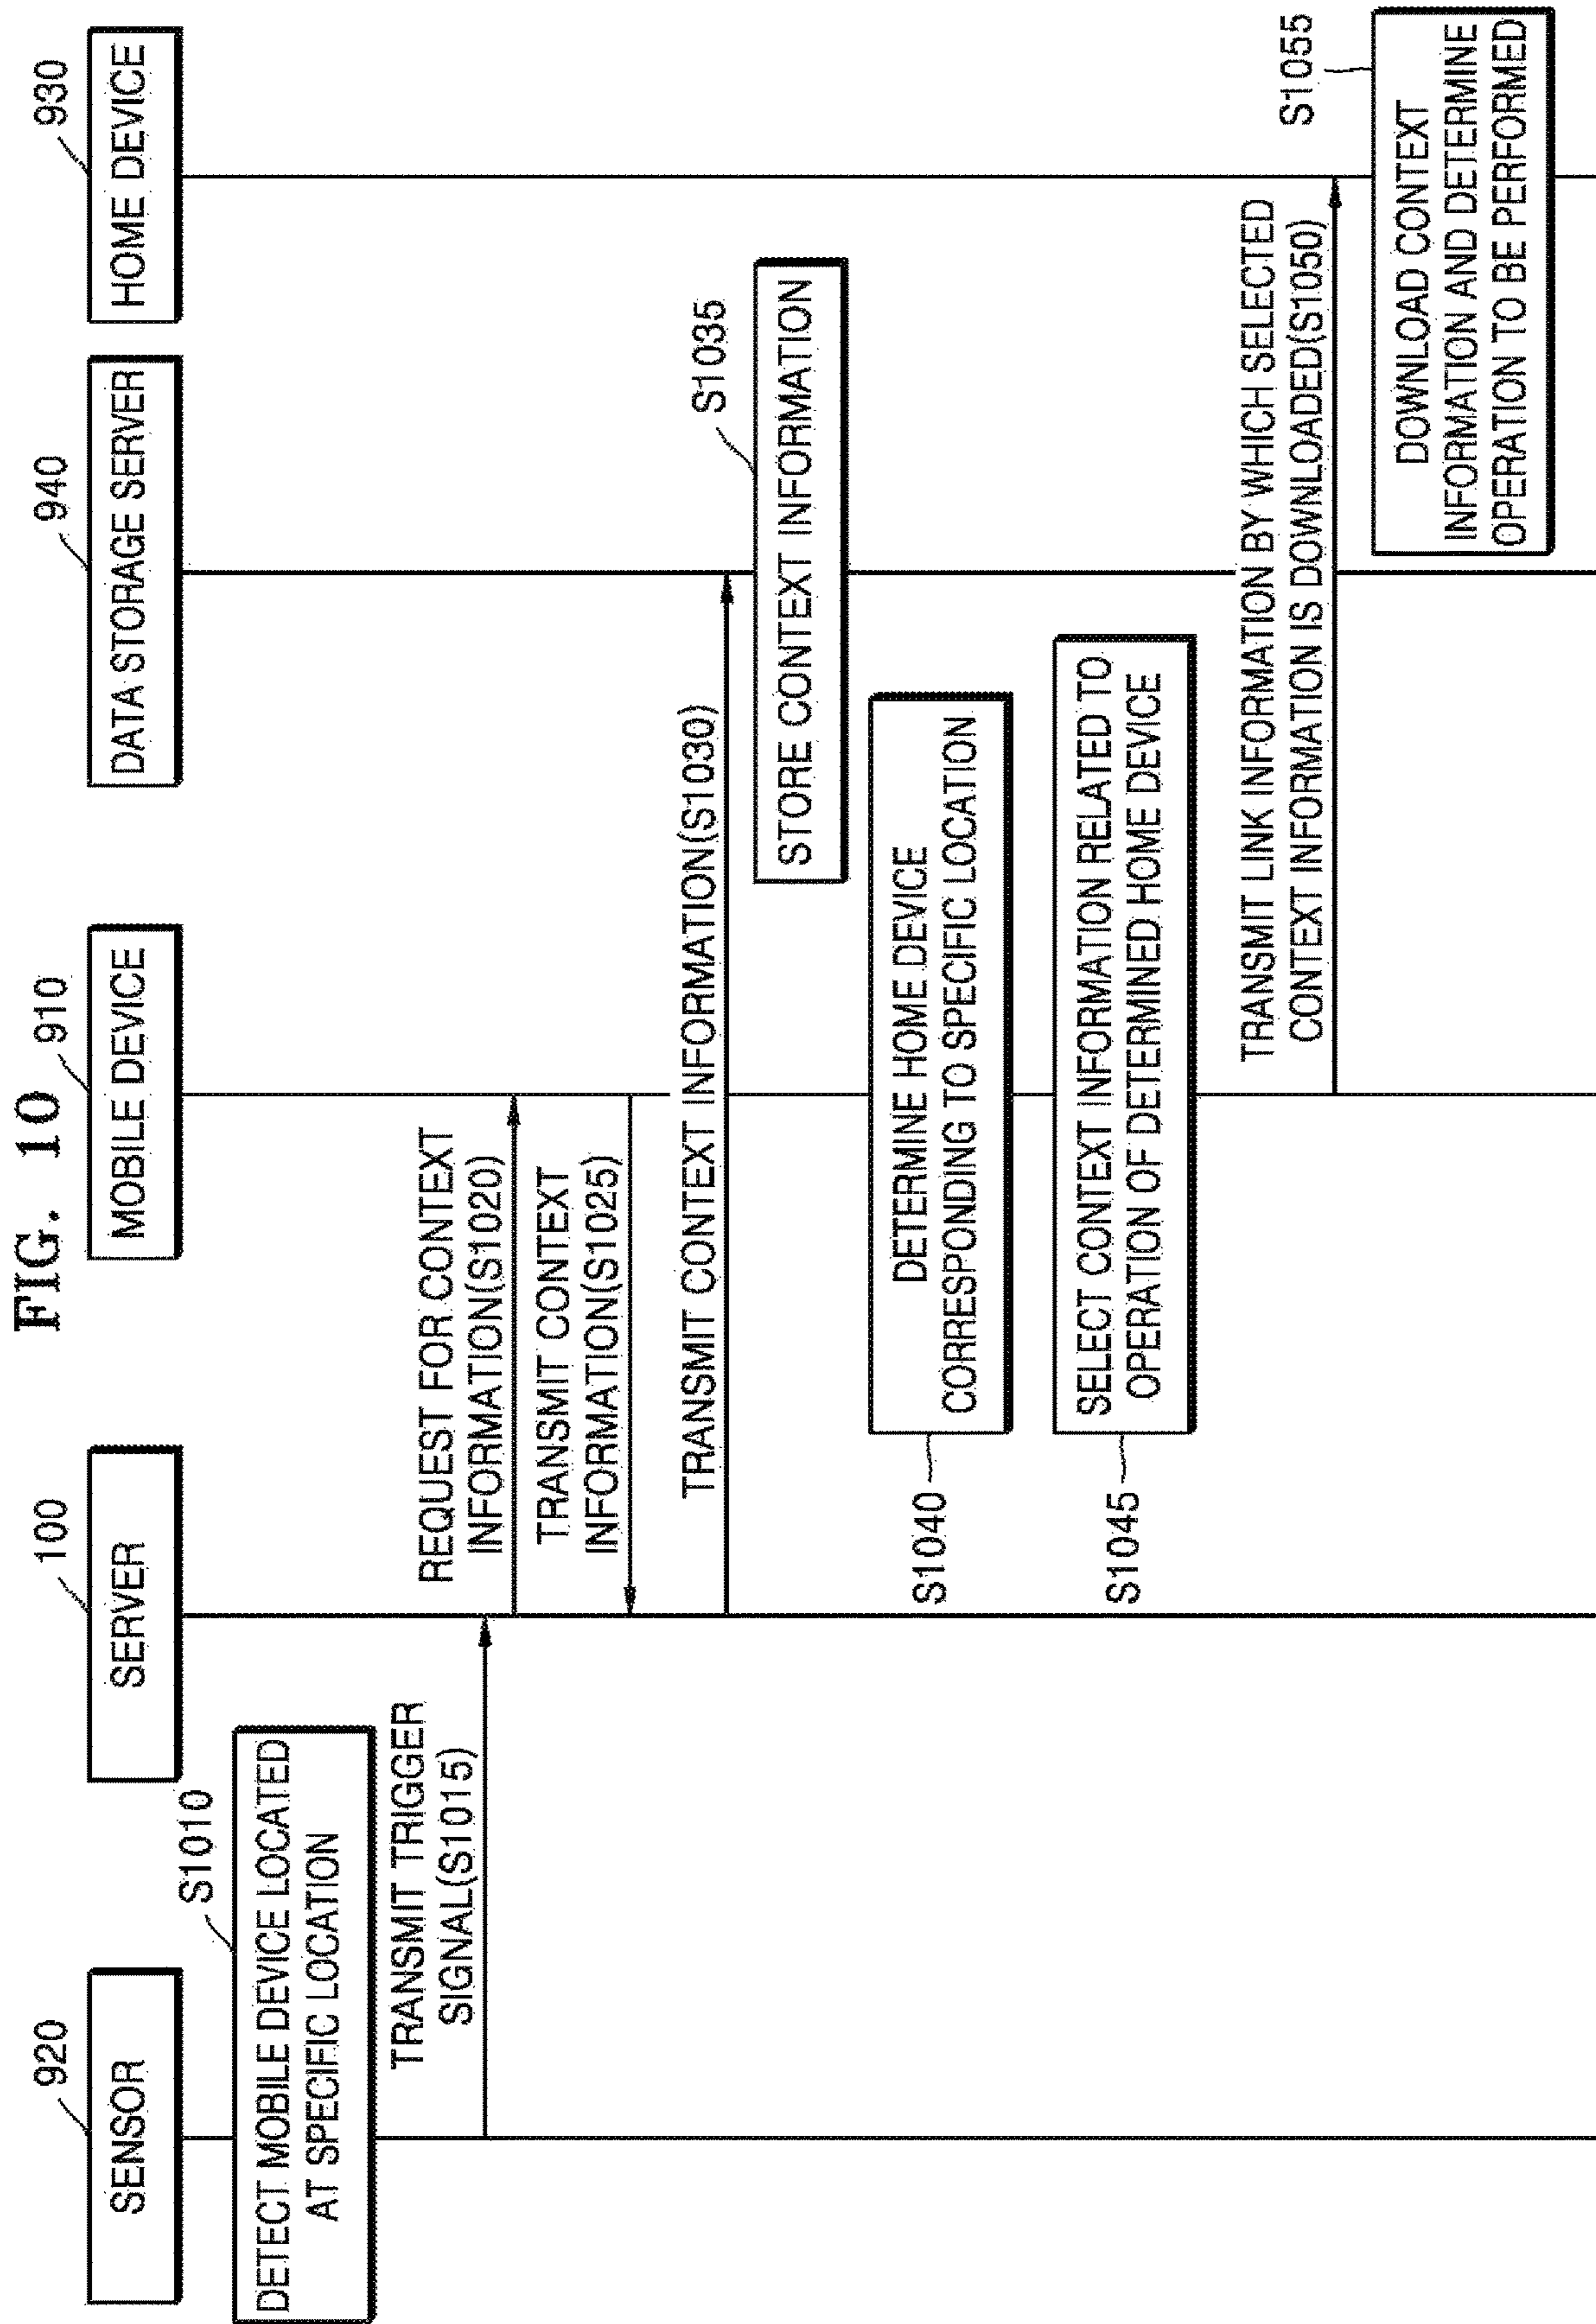 FIG. 10
920
100
910
940
930
SENSOR
SERVER
MOBILE DEVICE
DATA STORAGE SERVER
HOME DEVICE
S1010
DETECT MOBILE DEVICE LOCATED
AT SPECIFIC LOCATION
TRANSMIT TRIGGER
SIGNAL(S1015)
REQUEST FOR CONTEXT
INFORMATION(S1020)
TRANSMIT CONTEXT
INFORMATION(S1025)
TRANSMIT CONTEXT INFORMATION(S1030)
S1035
STORE CONTEXT INFORMATION
S1040
DETERMINE HOME DEVICE
CORRESPONDING TO SPECIFIC LOCATION
S1045
SELECT CONTEXT INFORMATION RELATED TO
OPERATION OF DETERMINED HOME DEVICE
TRANSMIT LINK INFORMATION BY WHICH SELECTED
CONTEXT INFORMATION IS DOWNLOADED(S1050)
S1055
DOWNLOAD CONTEXT
INFORMATION AND DETERMINE
OPERATION TO BE PERFORMED